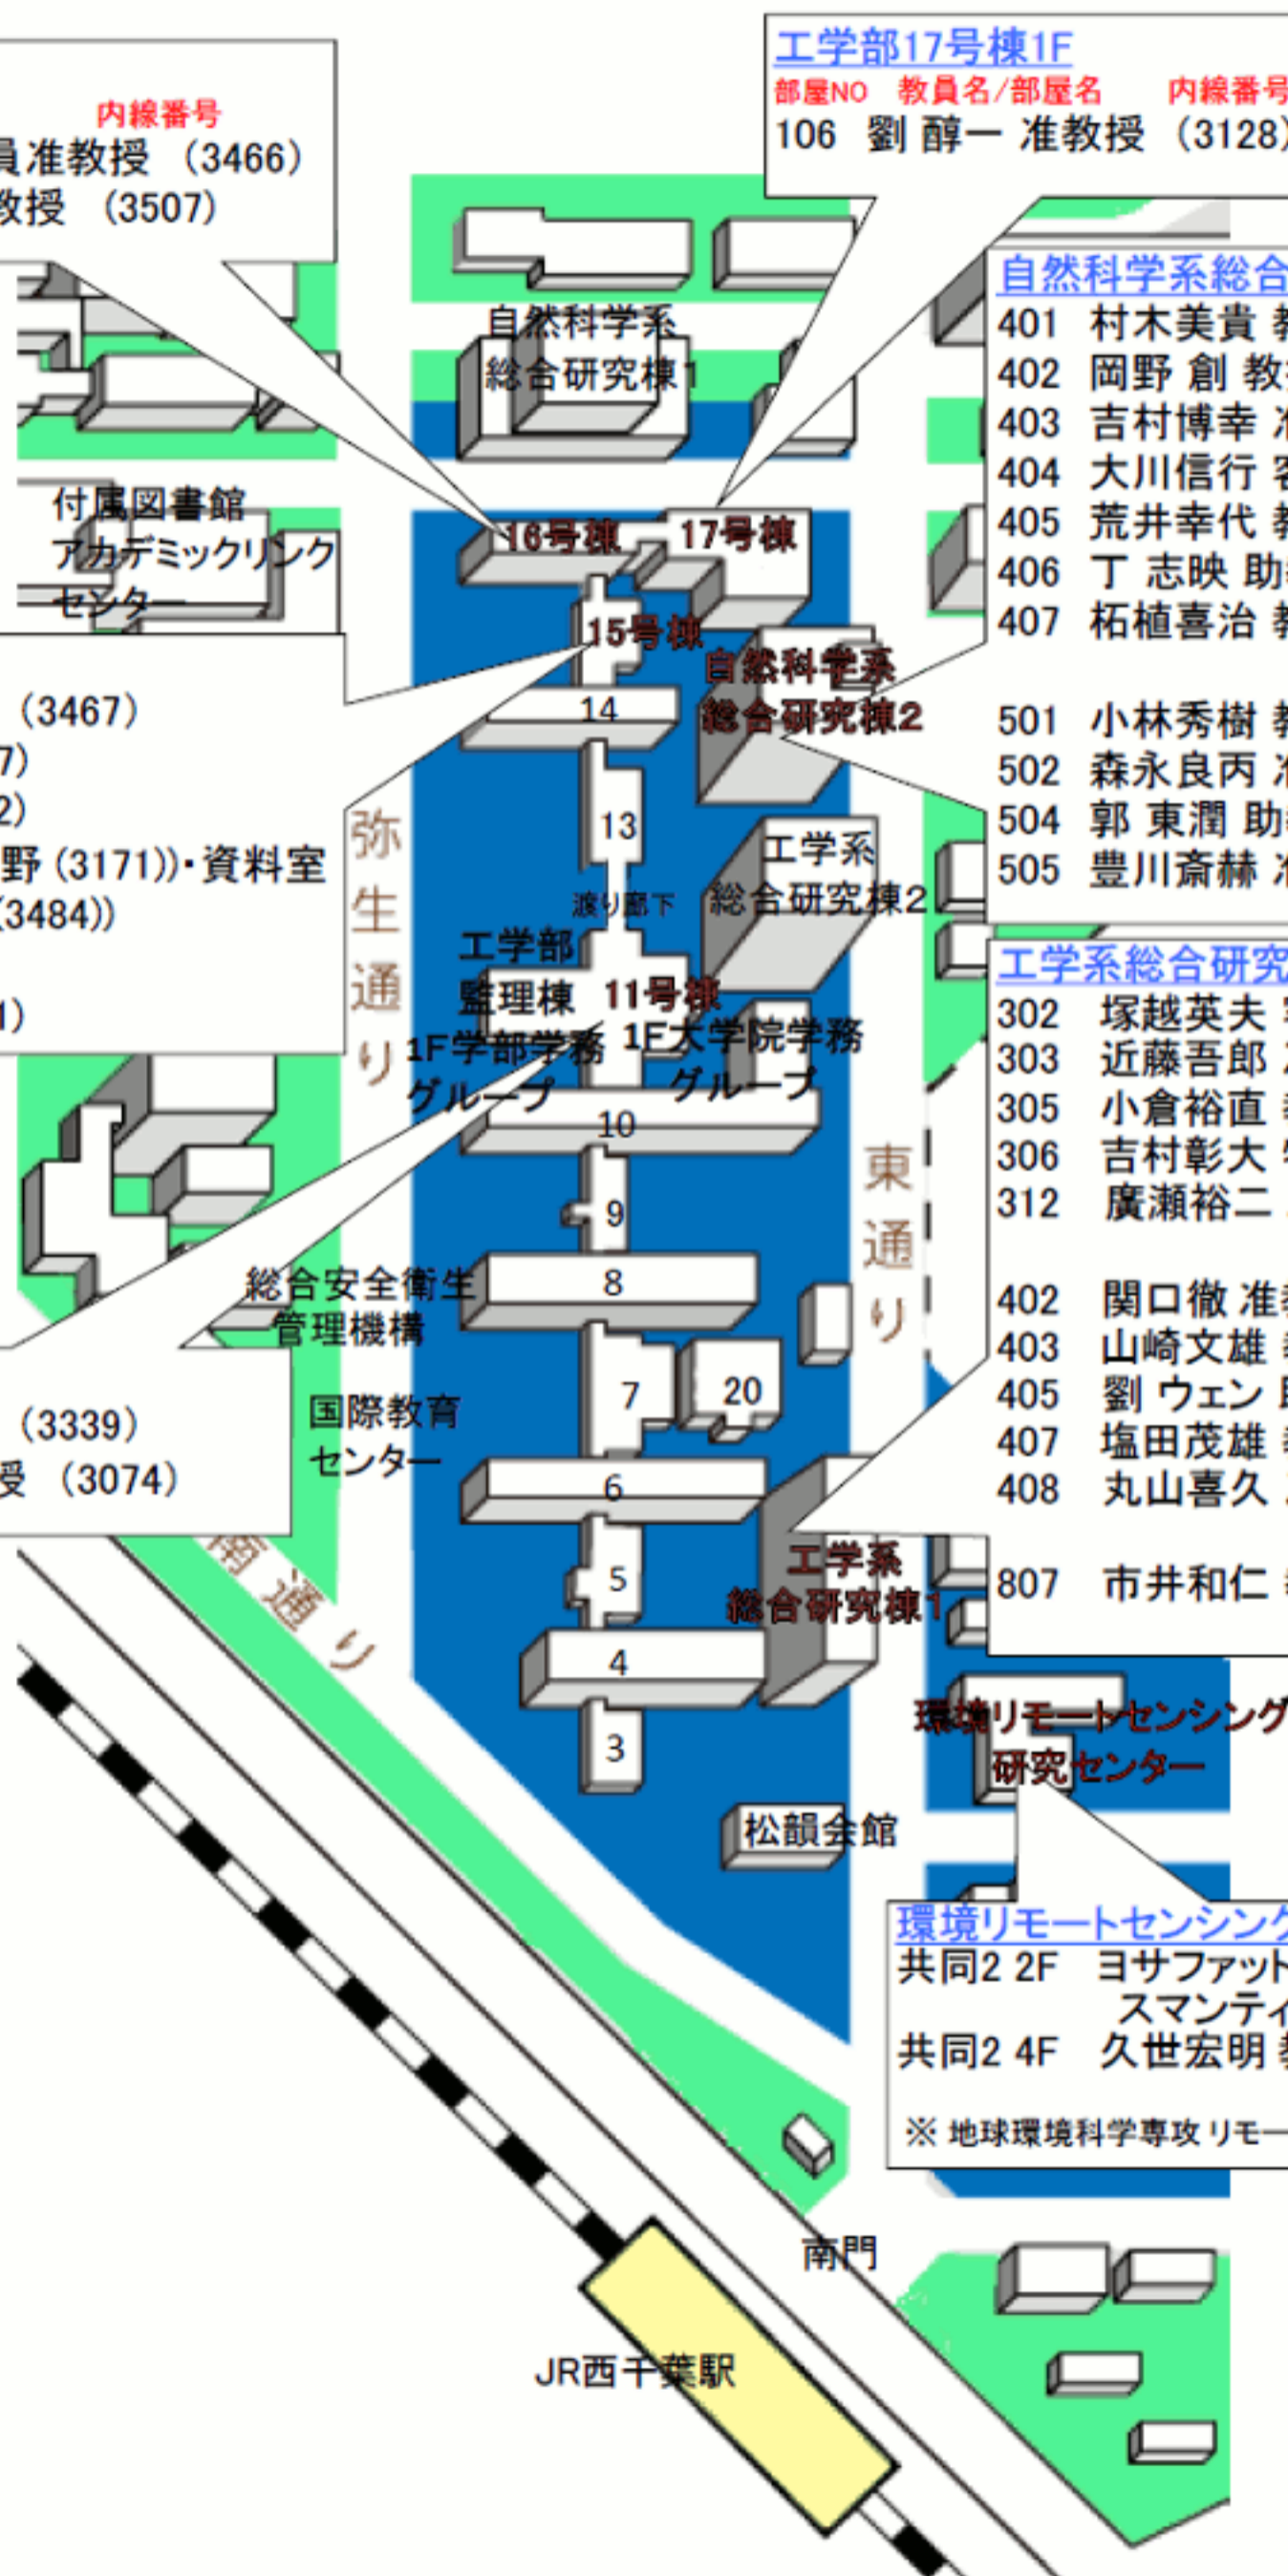 内線番号
員准教授 （3466）
教授 （3507）
工学部17号棟1F
部屋NO 教員名/部屋名 内線番号
106 劉 醇一 准教授 （3128）
自然科学系
総合研究棟1
自然科学系総合
401 村木美貴
402 岡野 創 教
403 吉村博幸
404 大川信行
405 荒井幸代
406 丁 志映 助
407 柘植喜治
501 小林秀樹
502 森永良丙
504 郭 東潤 助
505 豊川斎赫
付属図書館
アカデミックリンク
センター
16号棟
17号棟
15号棟
自然科学系
総合研究棟2
14
（3467）
7)
2)
野（3171))・資料室
(3484))
1)
弥生通り
13
渡り廊下
工学系
総合研究棟2
工学部
監理棟
1F学部学務
グループ
11号棟
1F大学院学務
グループ
10
9
8
7
20
6
5
4
3
東通り
工学系総合研究
302 塚越英夫
303 近藤吾郎
305 小倉裕直
306 吉村彰大
312 廣瀬裕二
402 関口徹 准
403 山崎文雄
405 劉 ウェン
407 塩田茂雄
408 丸山喜久
807 市井和仁
総合安全衛生
管理機構
国際教育
センター
（3339）
授 （3074）
南通り
工学系
総合研究棟1
環境リモートセンシング
研究センター
松韻会館
環境リモートセンシング
共同2 2F ヨサファット
スマンティ
共同2 4F 久世宏明
※ 地球環境科学専攻 リモー
南門
JR西千葉駅